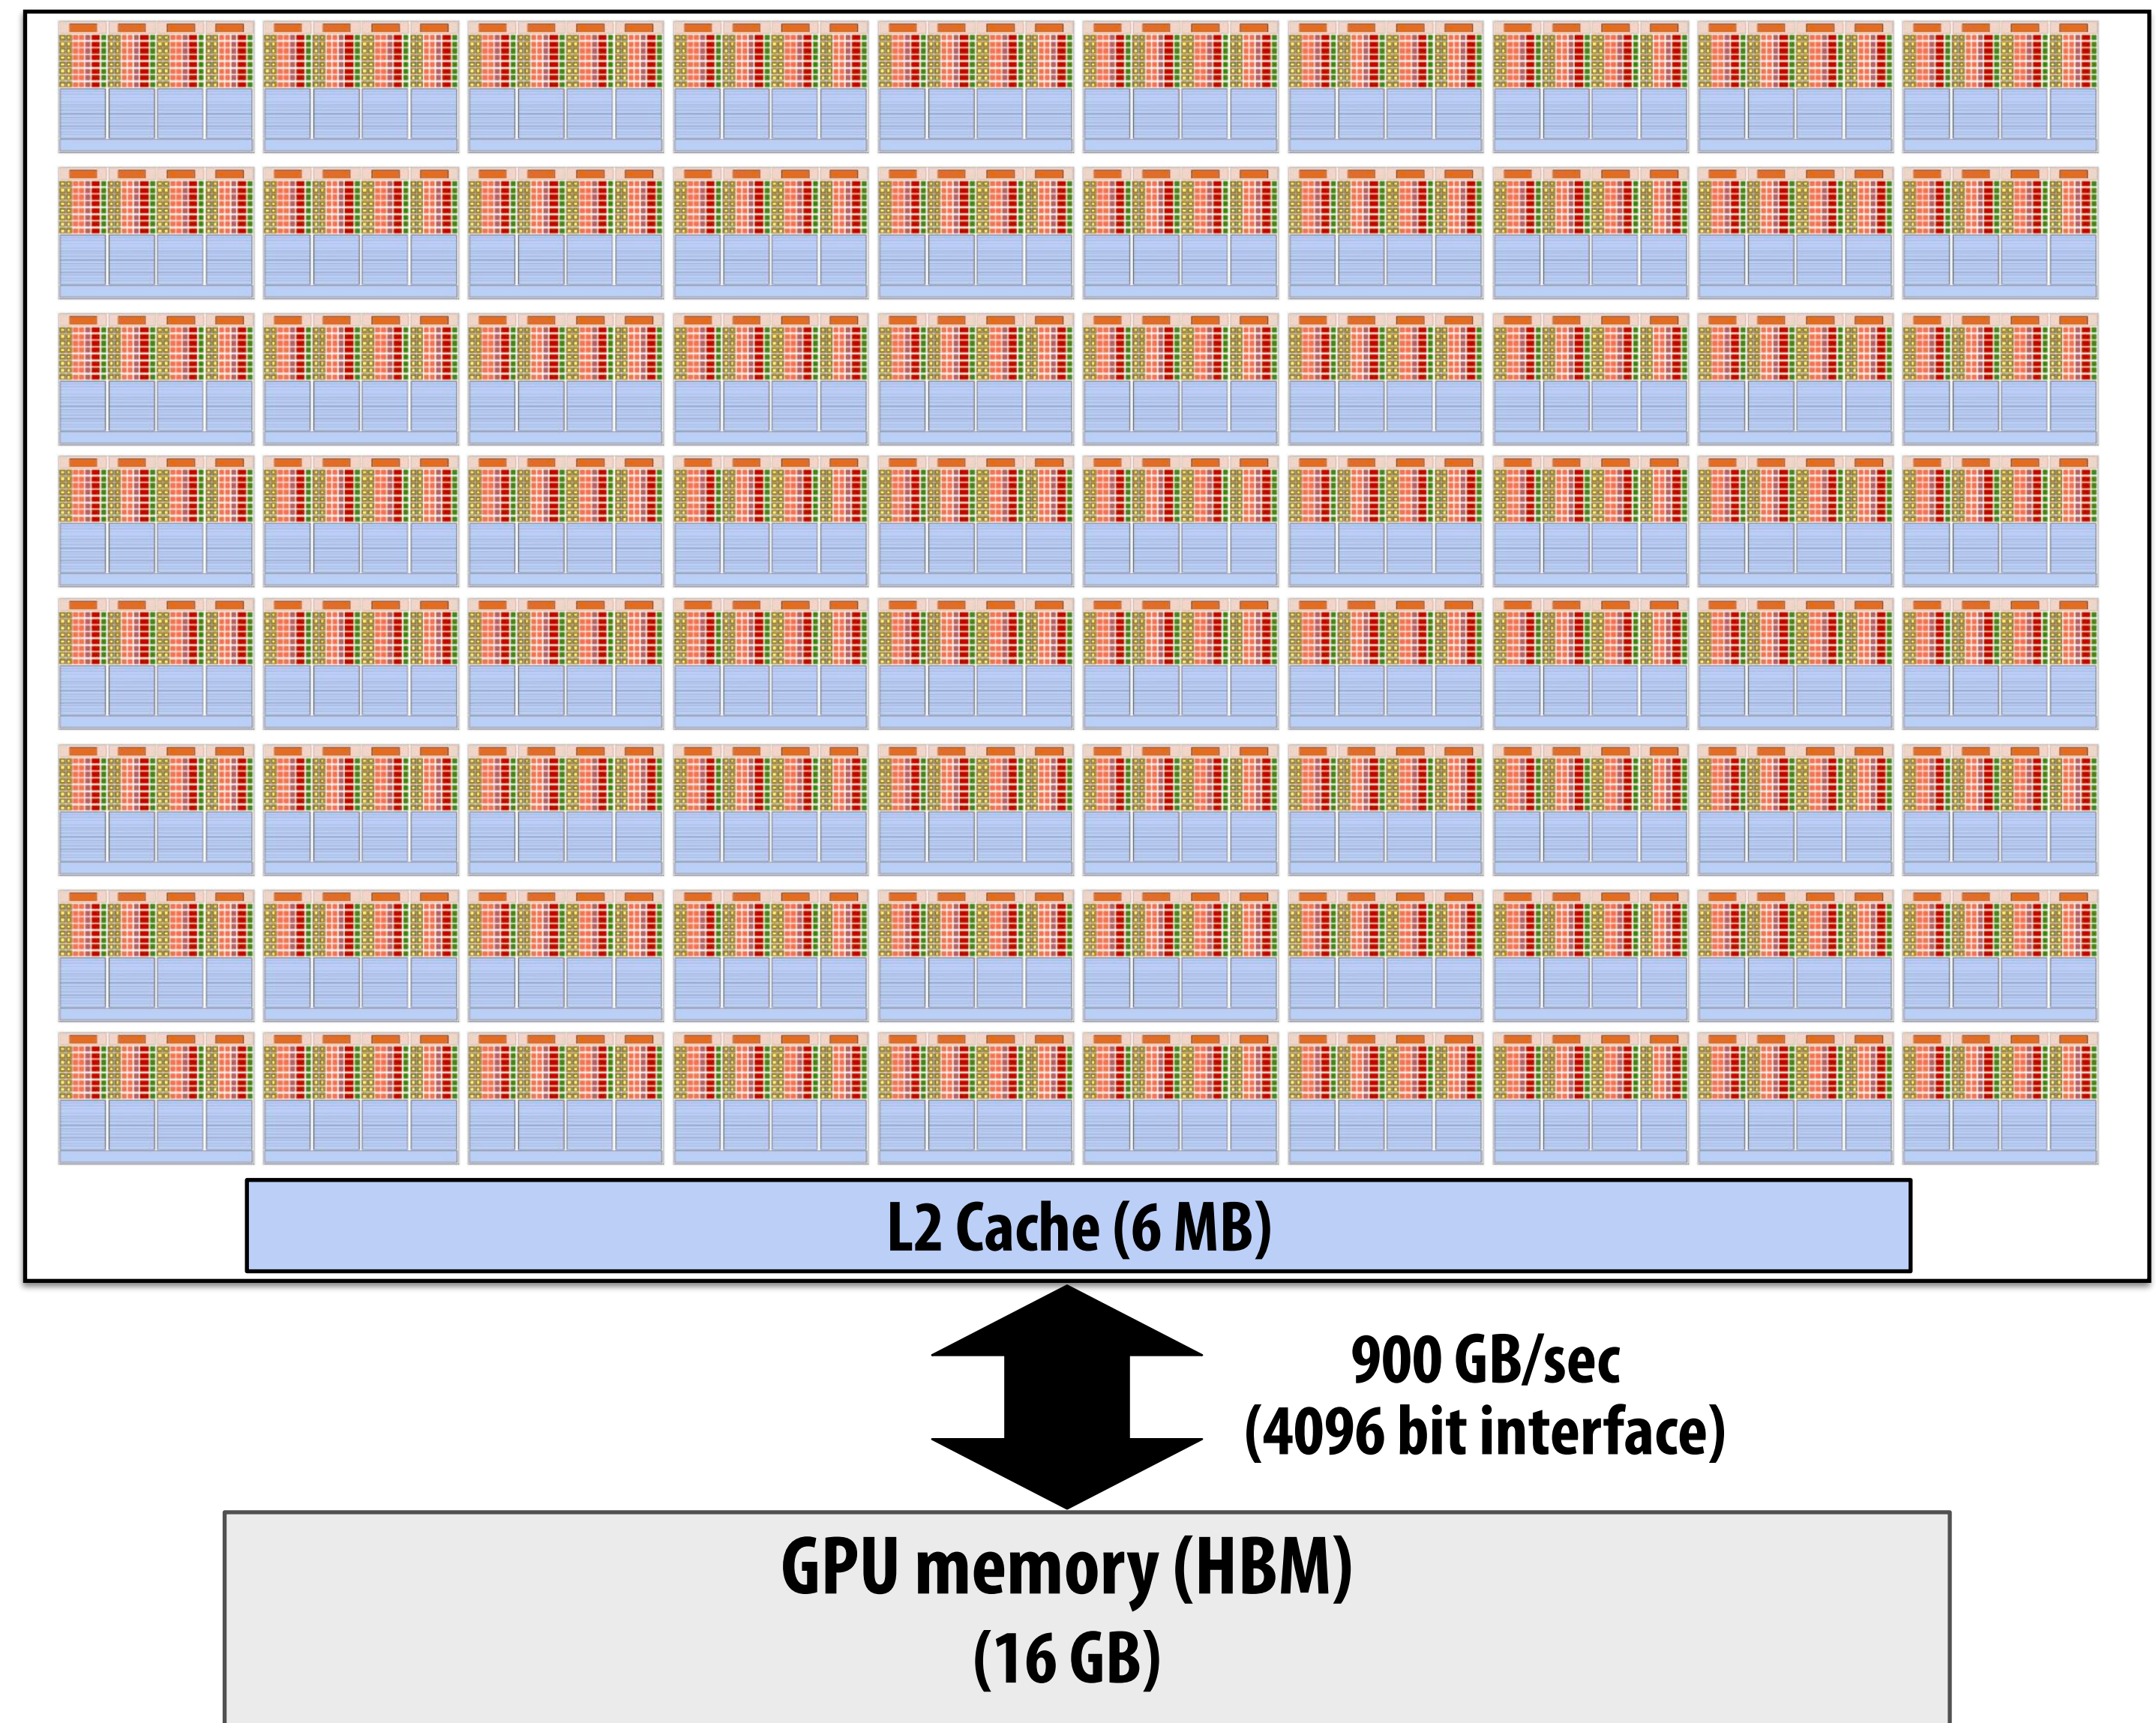 L2 Cache (6 MB)
900 GB/sec
(4096 bit interface)
GPU memory (HBM)
(16 GB)